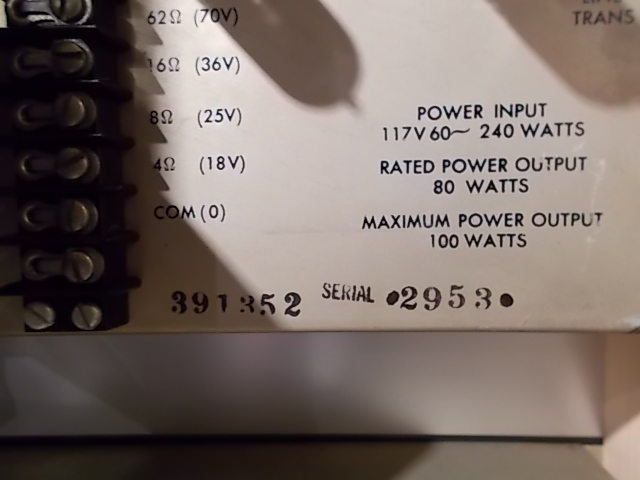 62Ω (70V)
16Ω (36V)
8Ω (25V)
4Ω (18V)
COM (0)
TRANS
POWER INPUT
117V 60~ 240 WATTS
RATED POWER OUTPUT
80 WATTS
MAXIMUM POWER OUTPUT
100 WATTS
391352 SERIAL •2953•